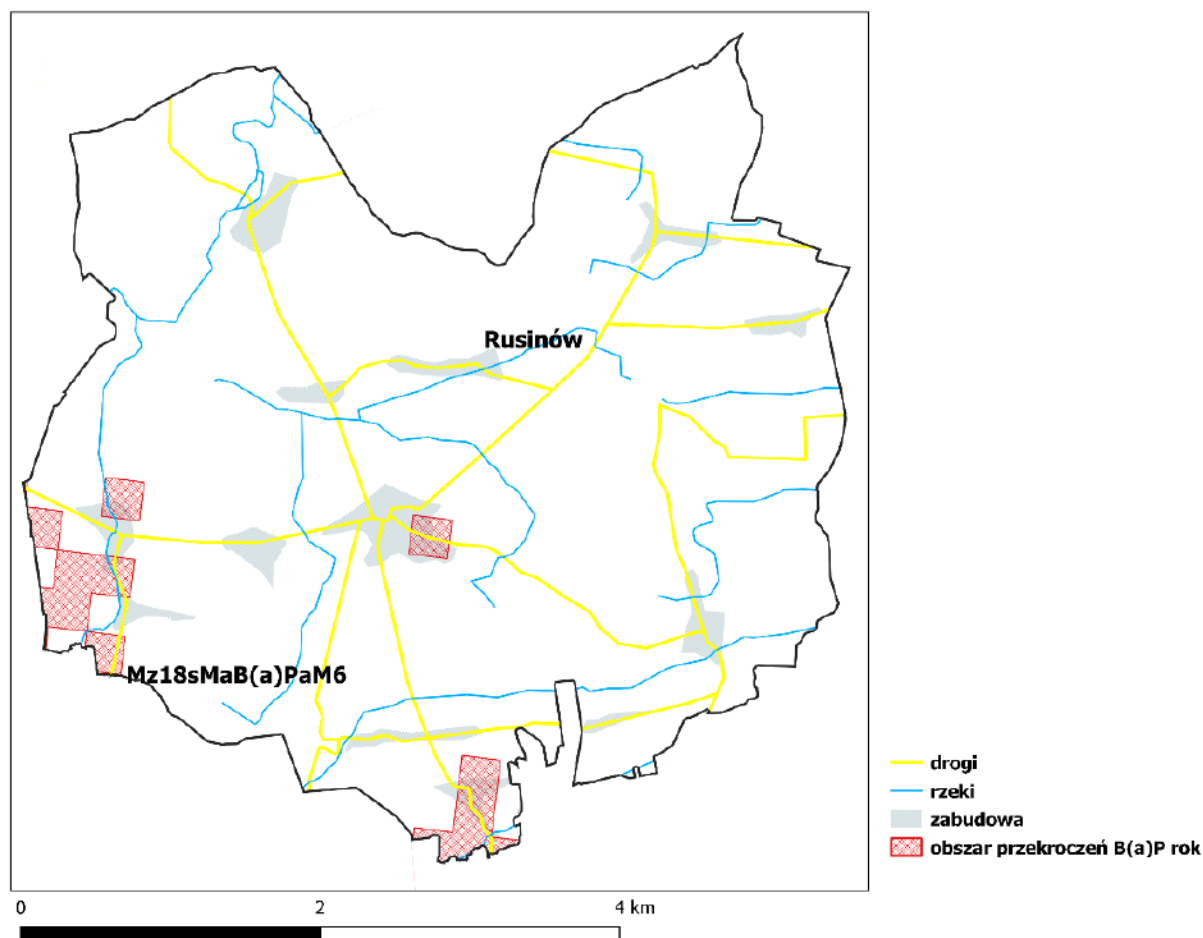 Rusinów
Mz18sMaB(a)PaM6
drogi
rzeki
zabudowa
obszar przekroczeń B(a)P rok
0 2 4 km